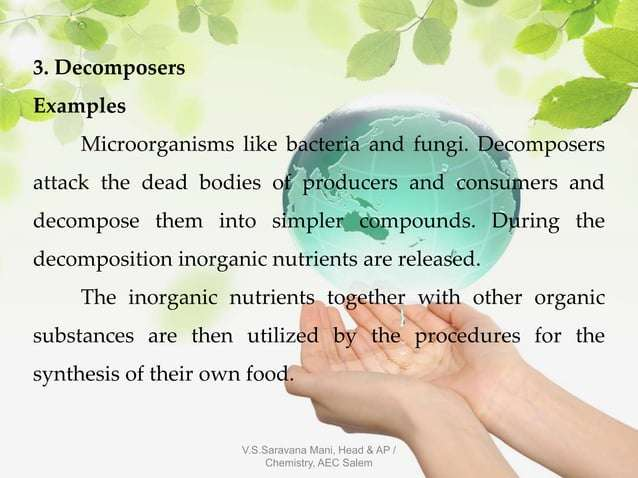 3. Decomposers
Examples
Microorganisms like bacteria and fungi. Decomposers
attack the dead bodies of producers and consumers and
decompose them into simpler compounds. During the
decomposition inorganic nutrients are released.
The inorganic nutrients together with other organic
substances are then utilized by the procedures for the
synthesis of their own food.
V.S.Saravana Mani, Head & AP /
Chemistry, AEC Salem